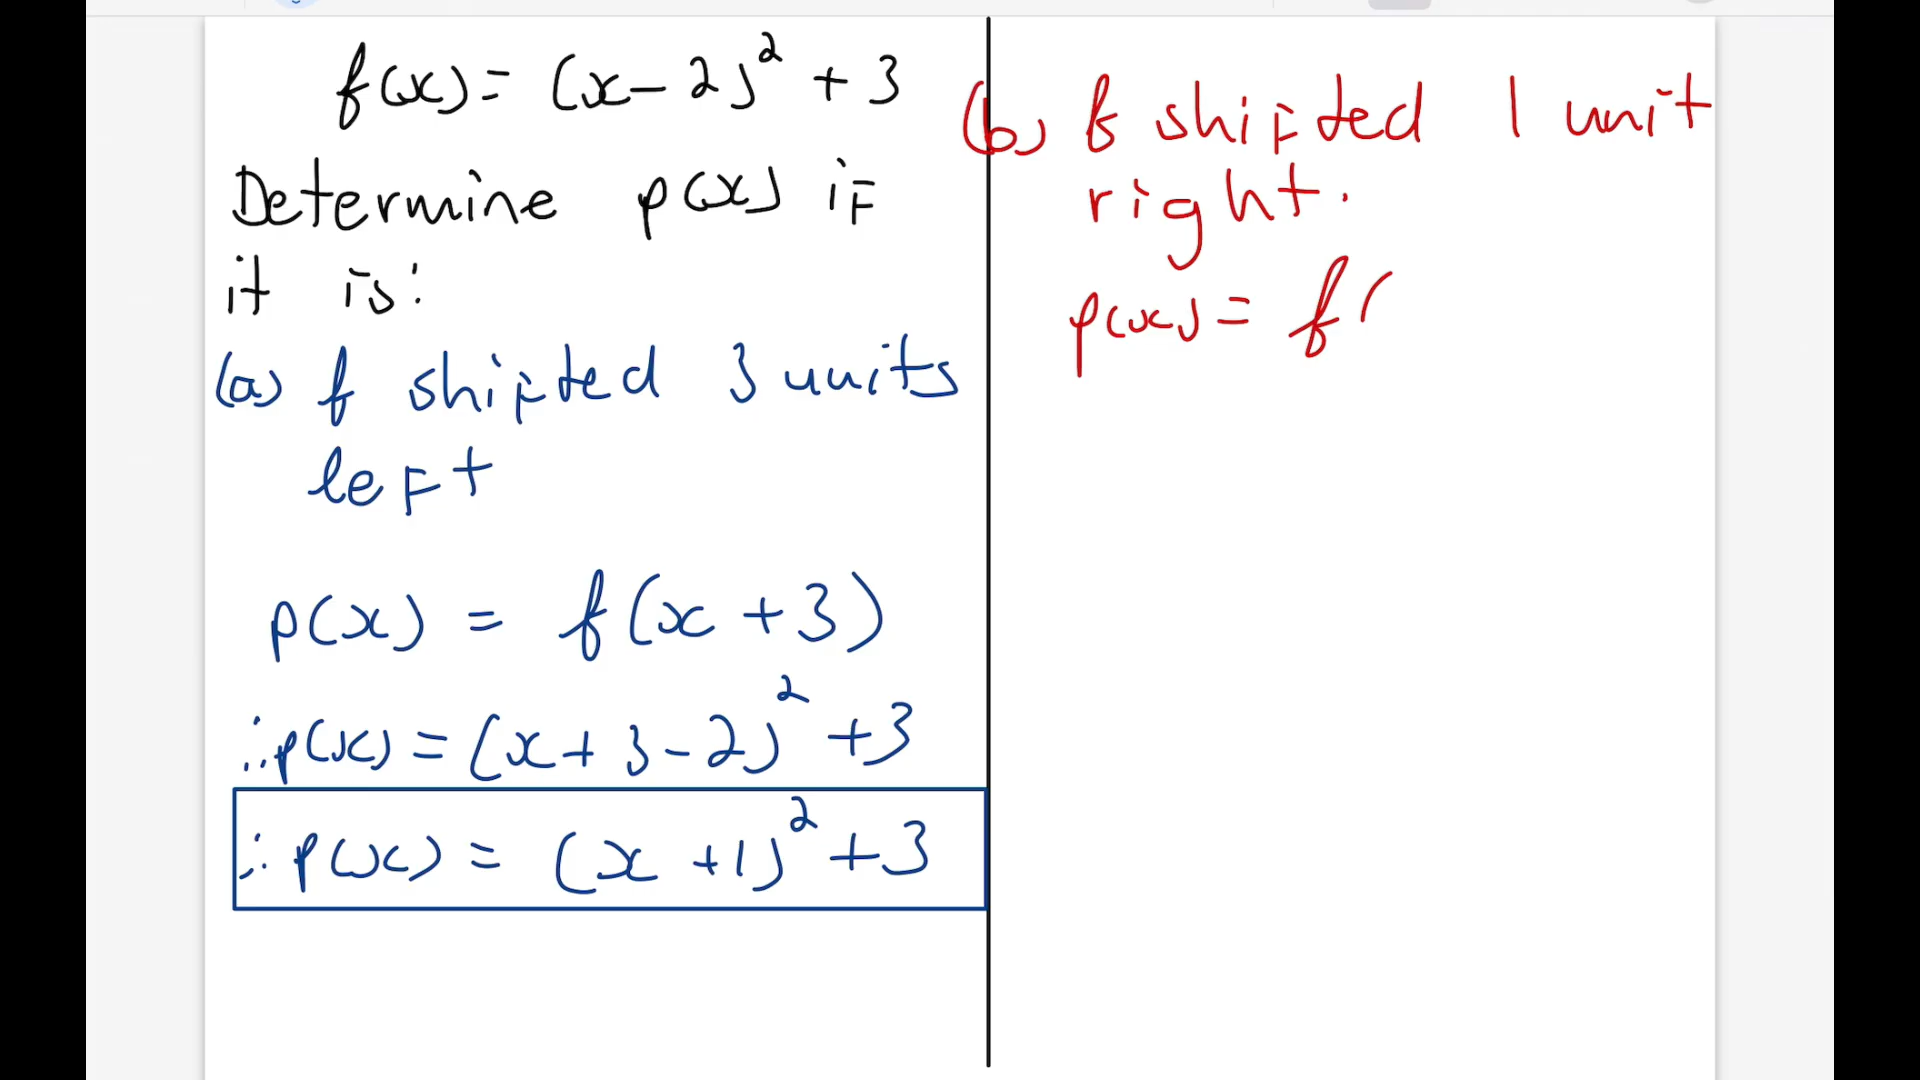 f(x) = (x - 2)² + 3
Determine p(x) if
it is:
(a) f shifted 3 units
left
p(x) = f(x + 3)
∴ p(x) = (x + 3 - 2)² + 3
∴ p(x) = (x + 1)² + 3
(b) f shifted 1 unit
right.
p(x) = f(